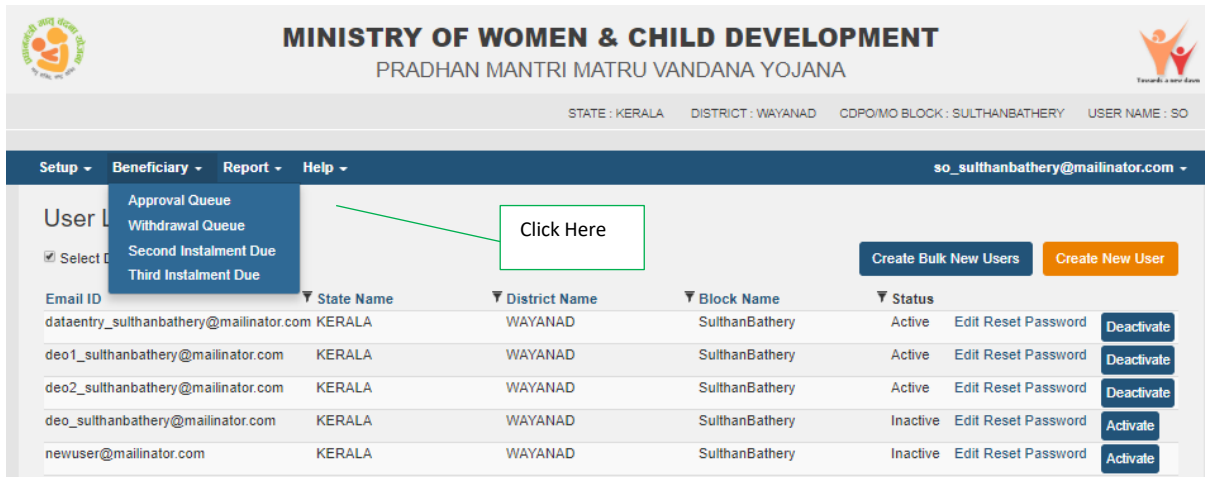 MINISTRY OF WOMEN & CHILD DEVELOPMENT
PRADHAN MANTRI MATRU VANDANA YOJANA
Towards a new dawn
STATE : KERALA DISTRICT : WAYANAD CDPO/MO BLOCK : SULTHANBATHERY USER NAME : SO
Setup Beneficiary Report Help so_sulthanbathery@mailinator.com
Approval Queue
Withdrawal Queue
Second Instalment Due
Third Instalment Due
User L
Select
Click Here
Create Bulk New Users Create New User
Email ID State Name District Name Block Name Status
dataentry_sulthanbathery@mailinator.com KERALA WAYANAD SulthanBathery Active Edit Reset Password Deactivate
deo1_sulthanbathery@mailinator.com KERALA WAYANAD SulthanBathery Active Edit Reset Password Deactivate
deo2_sulthanbathery@mailinator.com KERALA WAYANAD SulthanBathery Active Edit Reset Password Deactivate
deo_sulthanbathery@mailinator.com KERALA WAYANAD SulthanBathery Inactive Edit Reset Password Activate
newuser@mailinator.com KERALA WAYANAD SulthanBathery Inactive Edit Reset Password Activate